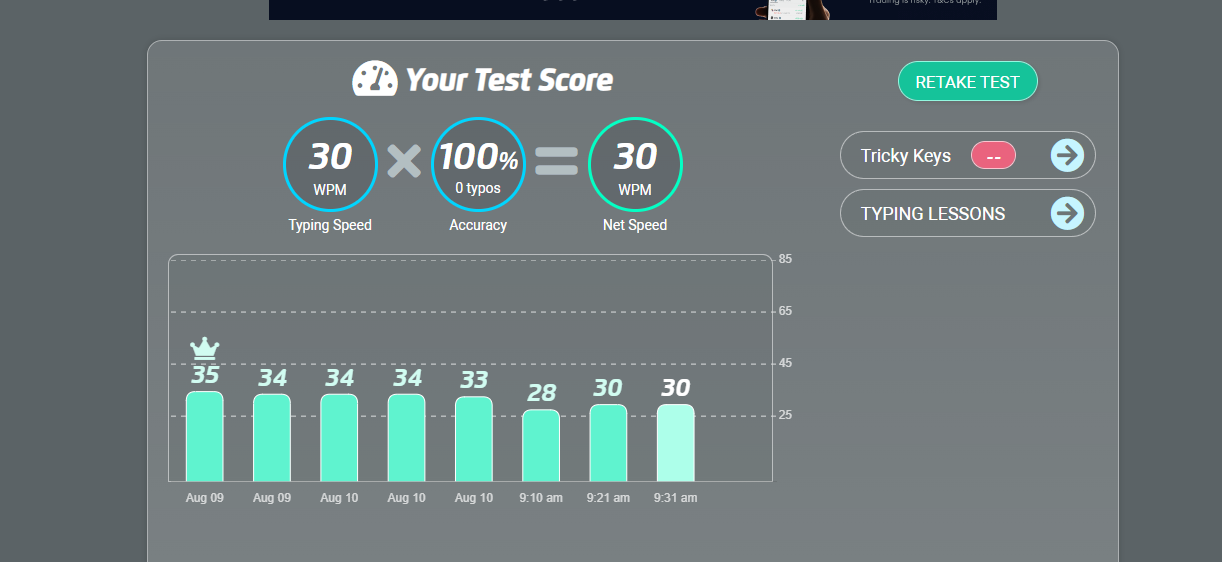 Trading is risky. T&Cs apply.
Your Test Score
RETAKE TEST
30 × 100% = 30
WPM 0 typos WPM
Typing Speed Accuracy Net Speed
Tricky Keys --
TYPING LESSONS
85
65
45
25
35 34 34 34 33 28 30 30
Aug 09 Aug 09 Aug 10 Aug 10 Aug 10 9:10 am 9:21 am 9:31 am